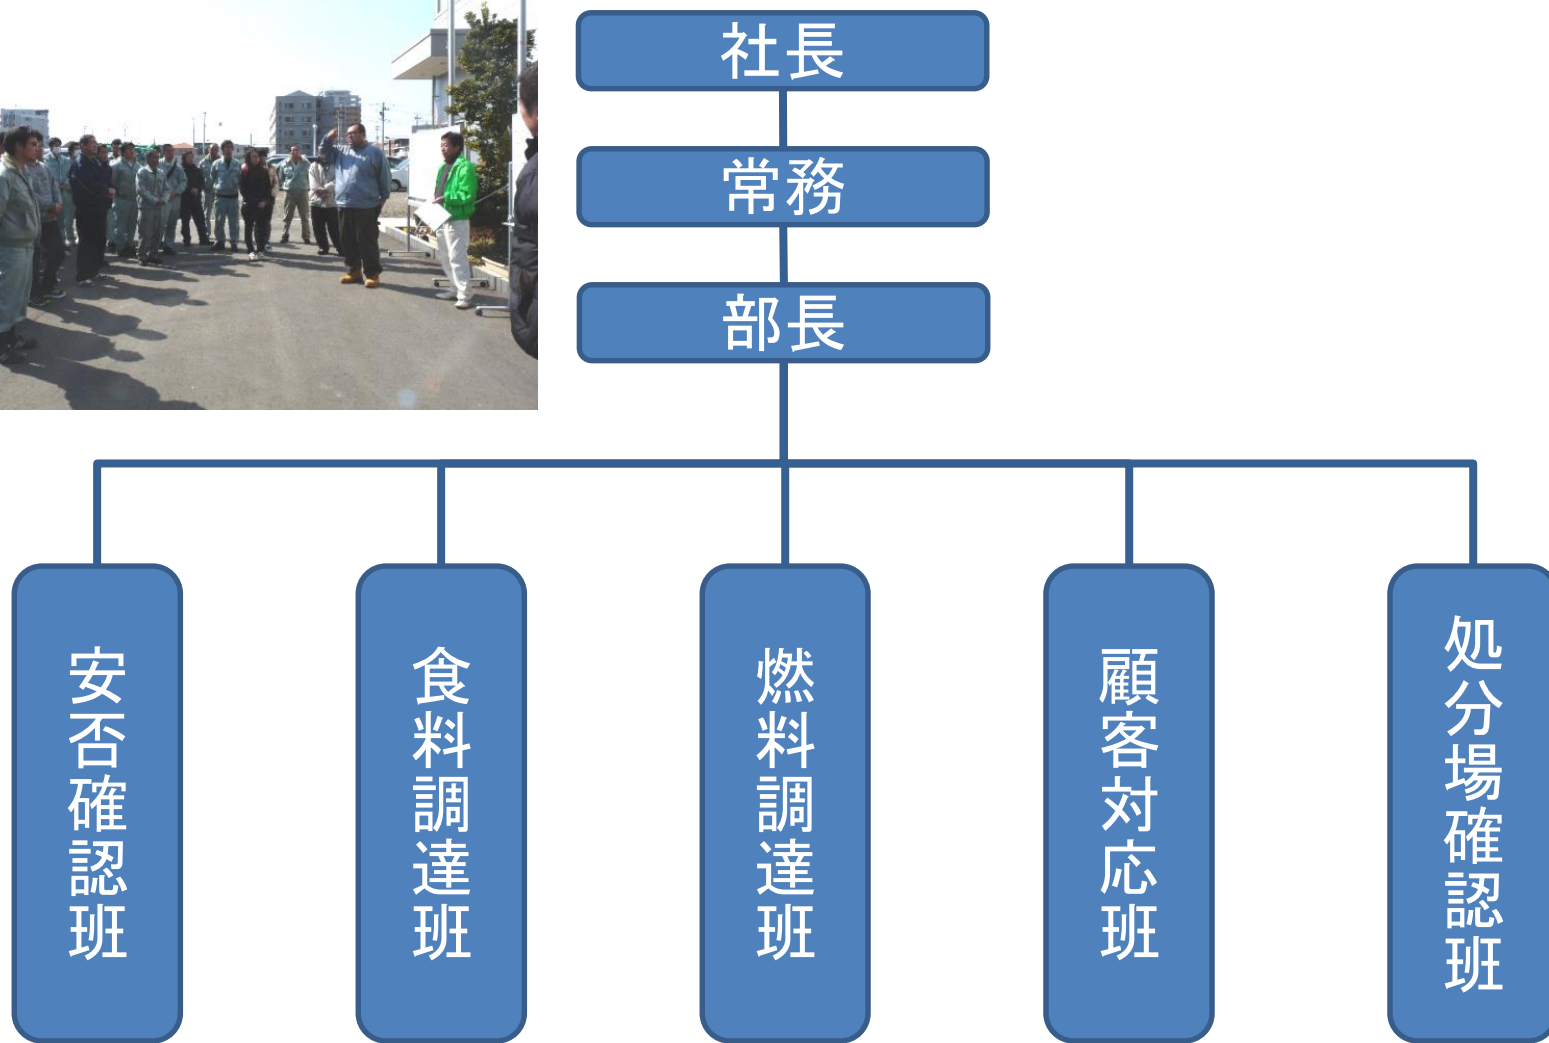 社長
常務
部長
安否確認班
食料調達班
燃料調達班
顧客対応班
処分場確認班